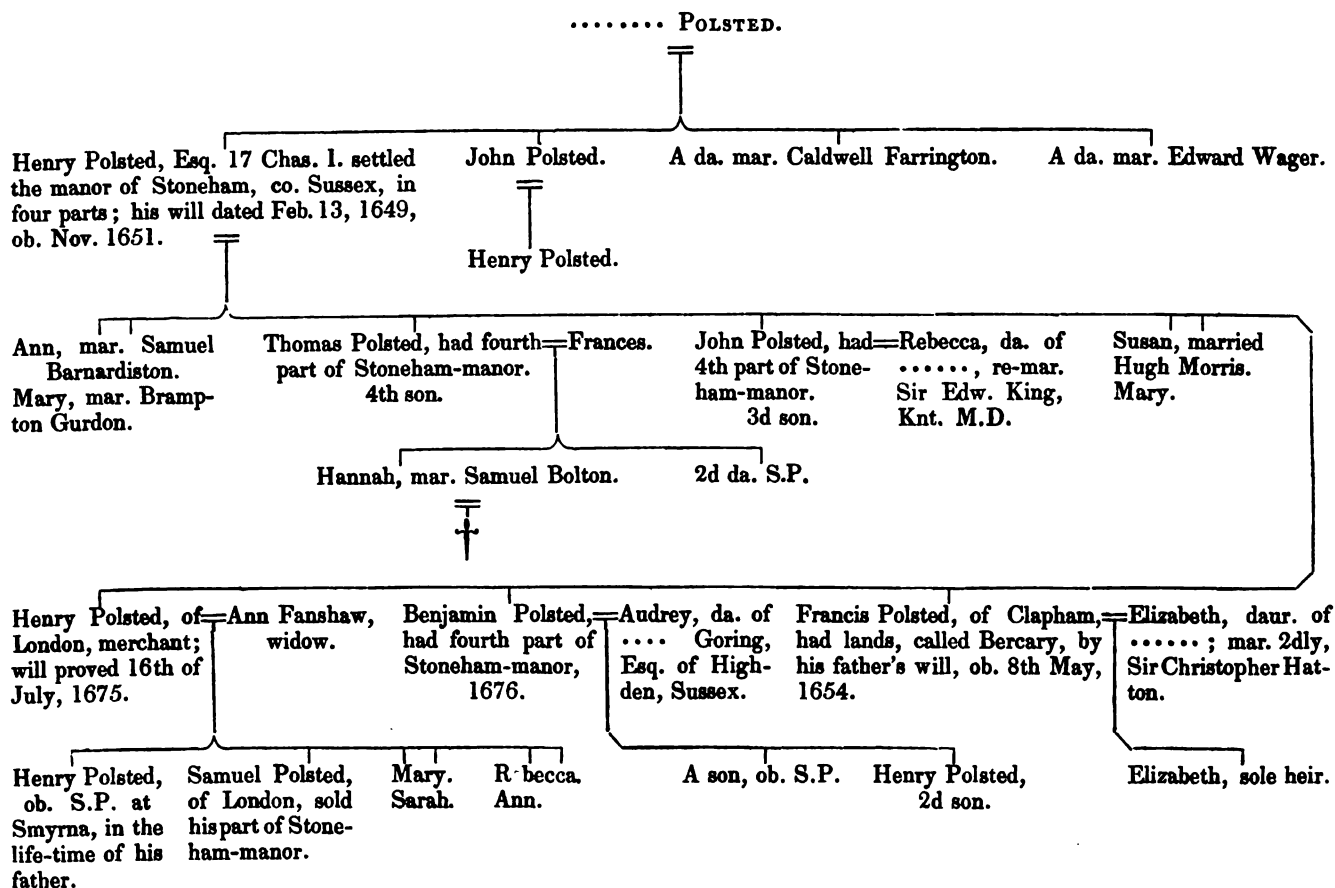 ········ POLSTED.
Henry Polsted, Esq. 17 Chas. I. settled
the manor of Stoneham, co. Sussex, in
four parts; his will dated Feb. 13, 1649,
ob. Nov. 1651.
John Polsted.
A da. mar. Caldwell Farrington.
A da. mar. Edward Wager.
Henry Polsted.
Ann, mar. Samuel
Barnardiston.
Mary, mar. Bramp-
ton Gurdon.
Thomas Polsted, had fourth=Frances.
part of Stoneham-manor.
4th son.
John Polsted, had=
4th part of Stone-
ham-manor.
3d son.
Rebecca, da. of
······, re-mar.
Sir Edw. King,
Knt. M.D.
Susan, married
Hugh Morris.
Mary.
Hannah, mar. Samuel Bolton.
2d da. S.P.
Henry Polsted, of=
London, merchant;
will proved 16th of
July, 1675.
Ann Fanshaw,
widow.
Benjamin Polsted,=
had fourth part of
Stoneham-manor,
1676.
Audrey, da. of
···· Goring,
Esq. of High-
den, Sussex.
Francis Polsted, of Clapham,=
had lands, called Bercary, by
his father's will, ob. 8th May,
1654.
Elizabeth, daur. of
······; mar. 2dly,
Sir Christopher Hat-
ton.
Henry Polsted,
ob. S.P. at
Smyrna, in the
life-time of his
father.
Samuel Polsted,
of London, sold
his part of Stone-
ham-manor.
Mary.
Sarah.
R becca.
Ann.
A son, ob. S.P.
Henry Polsted,
2d son.
Elizabeth, sole heir.